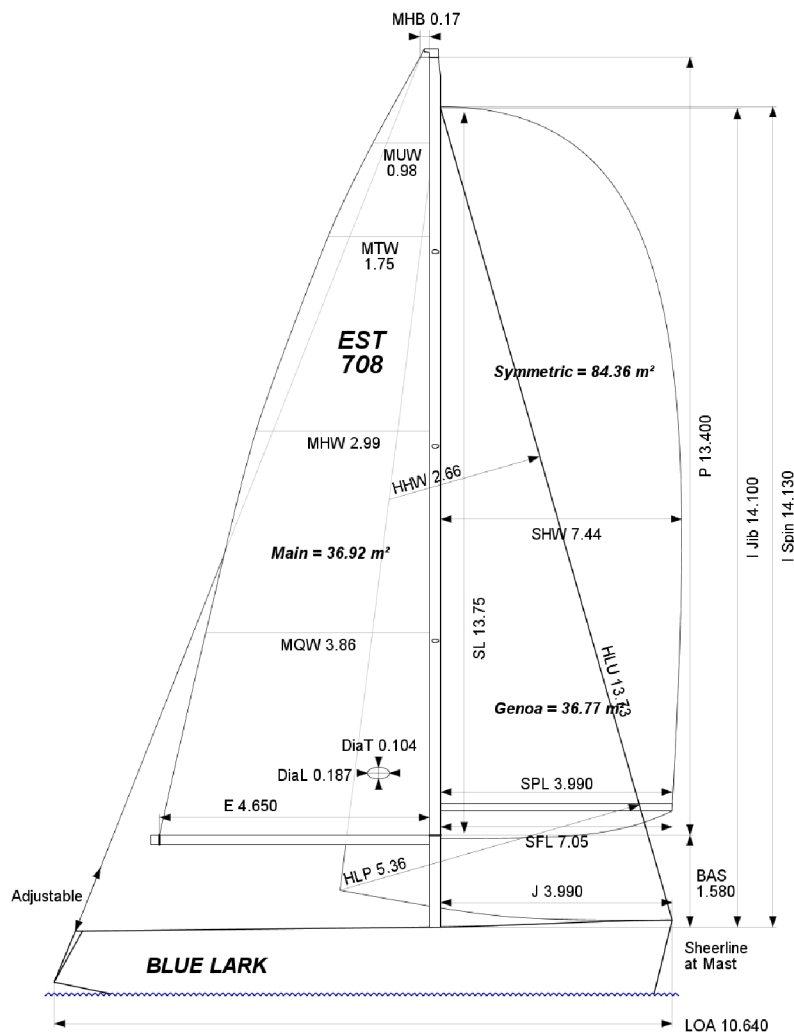 MHB 0.17
MUW
0.98
MTW
1.75
EST
708
Symmetric = 84.36 m²
P 13.400
MHW 2.99
HHW 2.66
I Jib 14.100
I Spin 14.130
SHW 7.44
Main = 36.92 m²
SL 13.75
MQW 3.86
HLU 13.73
Genoa = 36.77 m²
DiaT 0.104
DiaL 0.187
SPL 3.990
E 4.650
SFL 7.05
HLP 5.36
BAS
1.580
J 3.990
Adjustable
Sheerline
at Mast
BLUE LARK
LOA 10.640